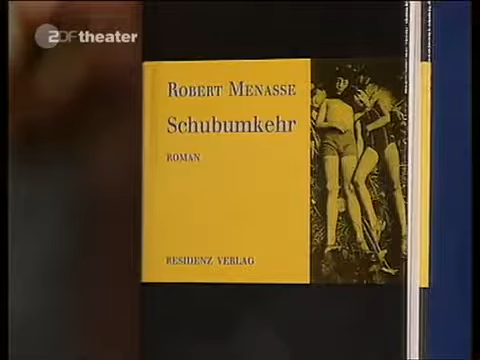 ZDFtheater
ROBERT MENASSE
Schubumkehr
ROMAN
RESIDENZ VERLAG